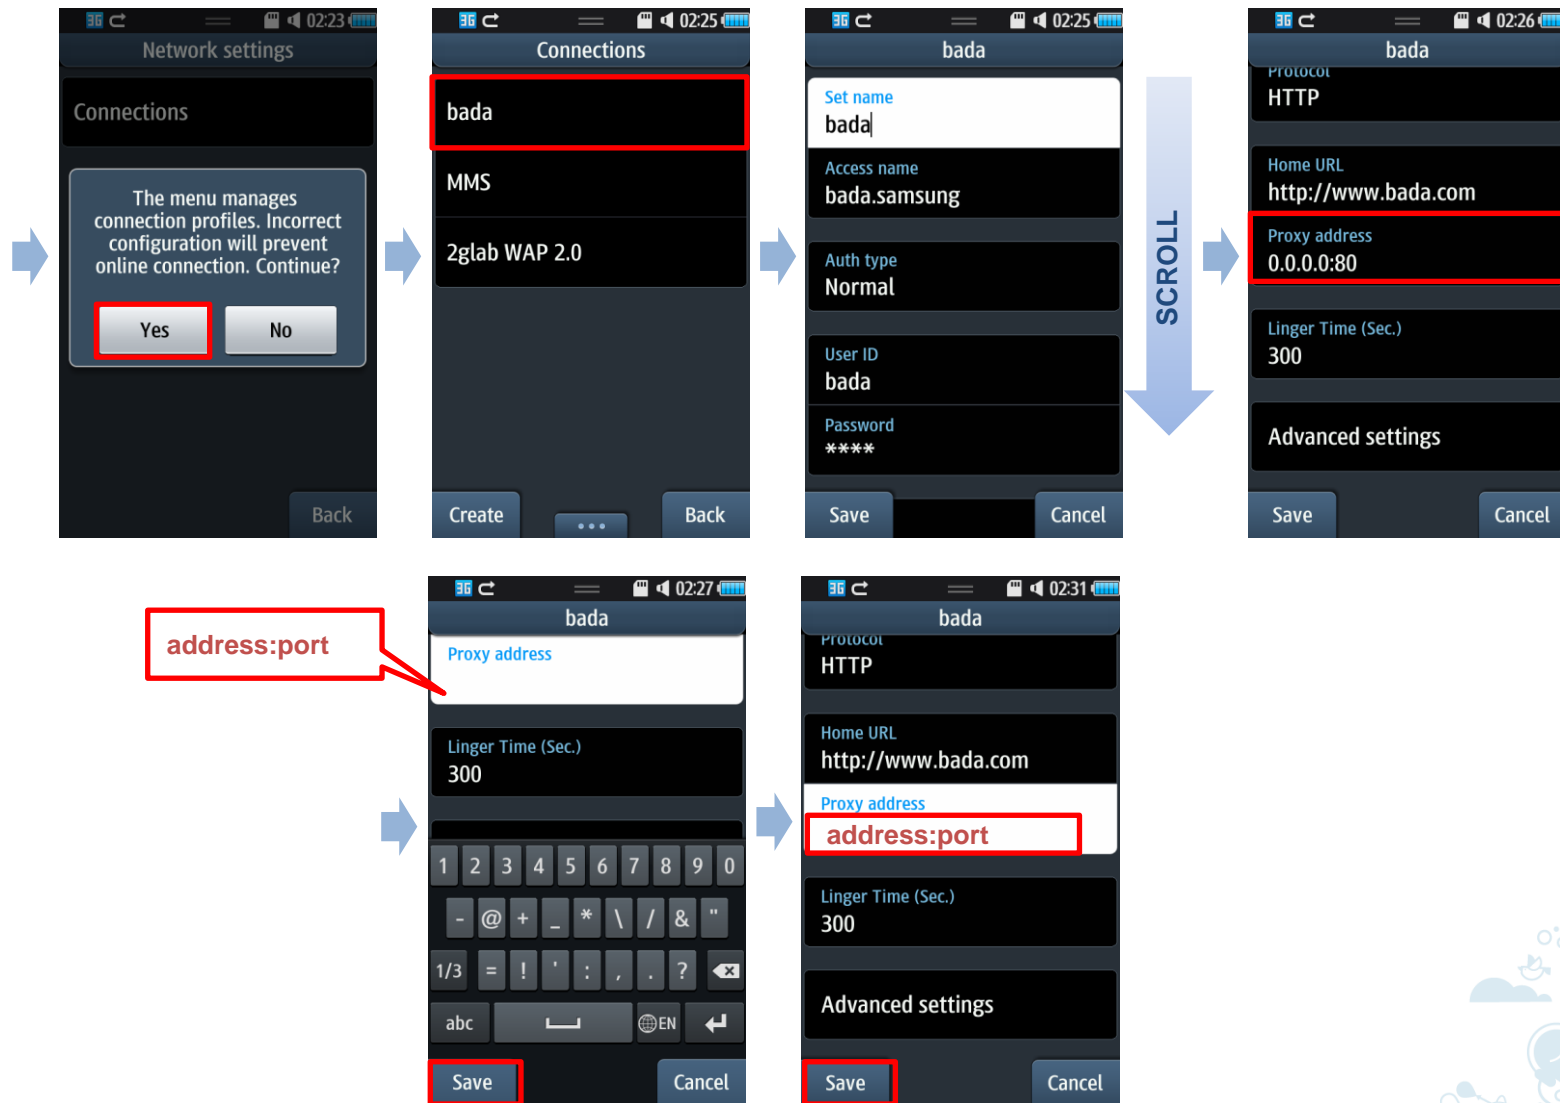 3G 02:23
Network settings
Connections
The menu manages
connection profiles. Incorrect
configuration will prevent
online connection. Continue?
Yes No
Back
3G 02:25
Connections
bada
MMS
2glab WAP 2.0
Create Back
3G 02:25
bada
Set name
bada
Access name
bada.samsung
Auth type
Normal
User ID
bada
Password
****
Save Cancel
SCROLL
3G 02:26
bada
Protocol
HTTP
Home URL
http://www.bada.com
Proxy address
0.0.0.0:80
Linger Time (Sec.)
300
Advanced settings
Save Cancel
address:port
3G 02:27
bada
Proxy address
Linger Time (Sec.)
300
1 2 3 4 5 6 7 8 9 0
- @ + _ * \ / & "
1/3 = ! ' : , . ?
abc EN
Save Cancel
3G 02:31
bada
Protocol
HTTP
Home URL
http://www.bada.com
Proxy address
address:port
Linger Time (Sec.)
300
Advanced settings
Save Cancel